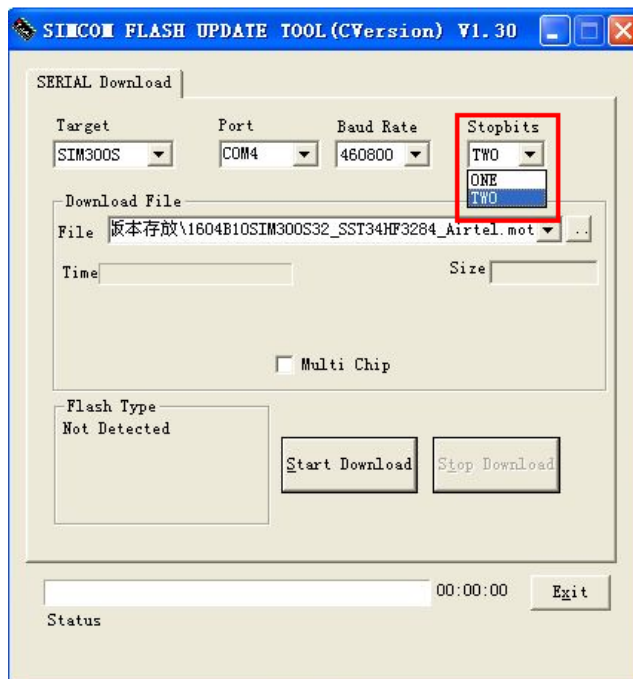 SIMCOM FLASH UPDATE TOOL(CVersion) V1.30
SERIAL Download
Target Port Baud Rate Stopbits
SIM300S COM4 460800 TWO
ONE
TWO
Download File
File 版本存放\1604B10SIM300S32_SST34HF3284_Airtel.mot ..
Time Size
Multi Chip
Flash Type
Not Detected
Start Download Stop Download
00:00:00 Exit
Status